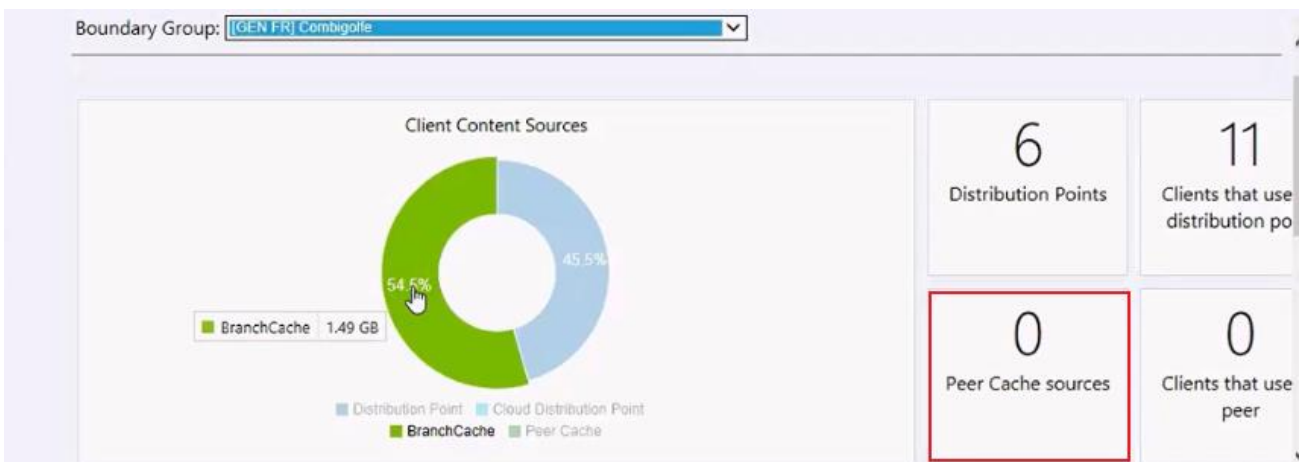 Boundary Group: [GEN FR] Combigolfe
Client Content Sources
45.5%
54.5%
BranchCache 1.49 GB
Distribution Point Cloud Distribution Point
BranchCache Peer Cache
6
Distribution Points
11
Clients that use
distribution po
0
Peer Cache sources
0
Clients that use
peer